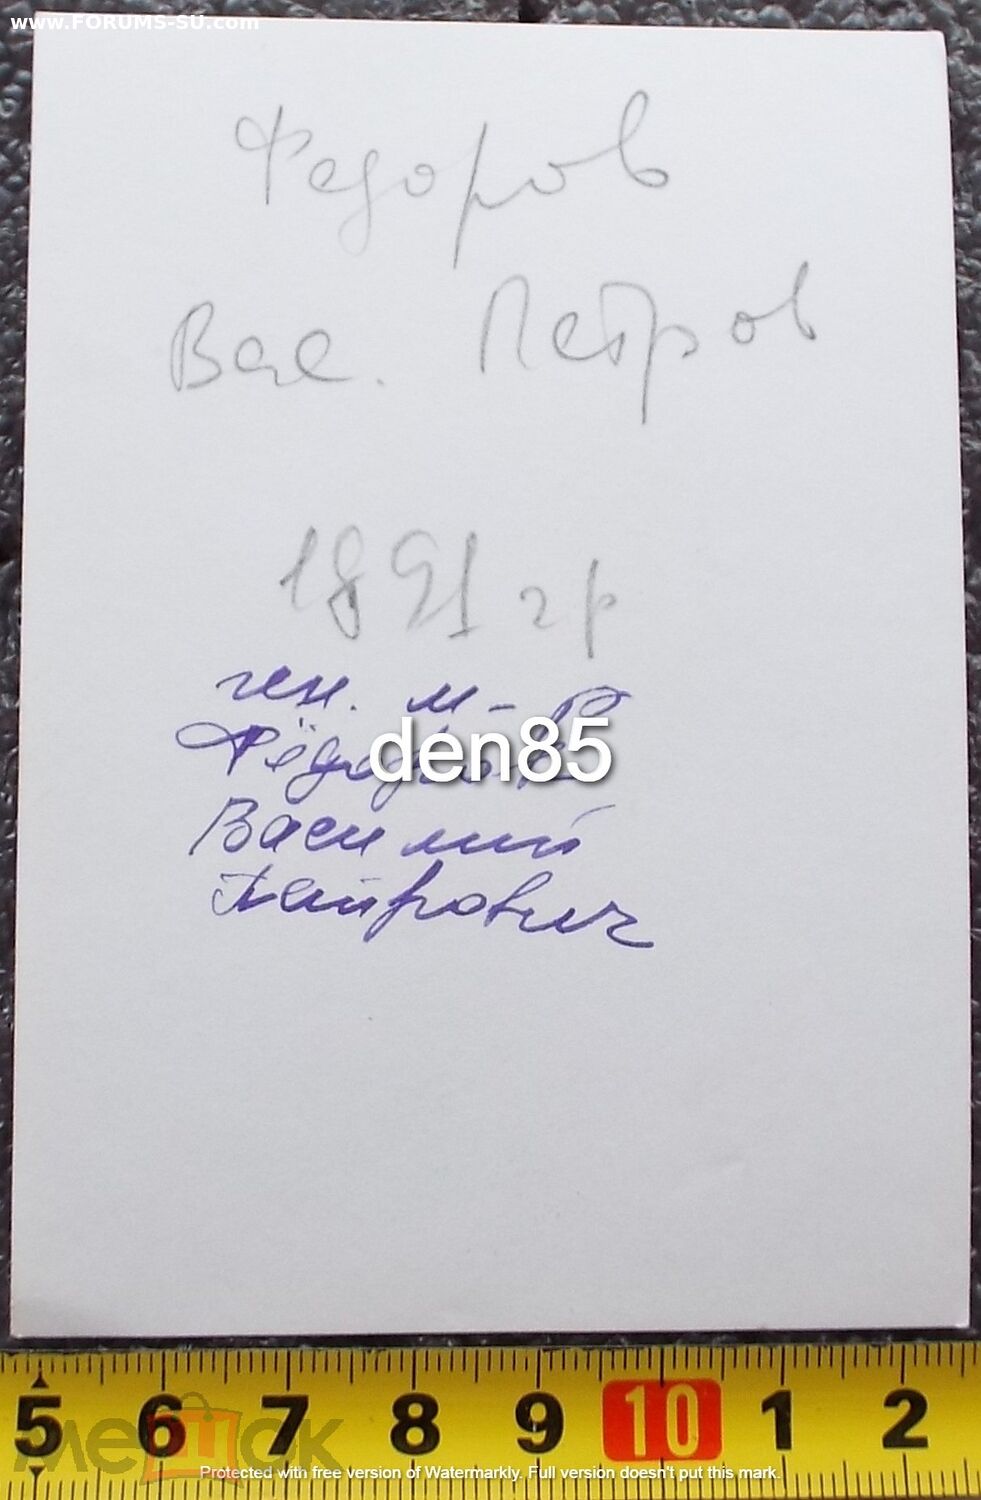 www.FORUMS-SU.com
Федоров
Вас. Петров
1891 гр
ген. м-р
den85
Фёдоров
Василий
Петрович
5 6 7 8 9 10 1 2
мешок
Protected with free version of Watermarkly. Full version doesn't put this mark.